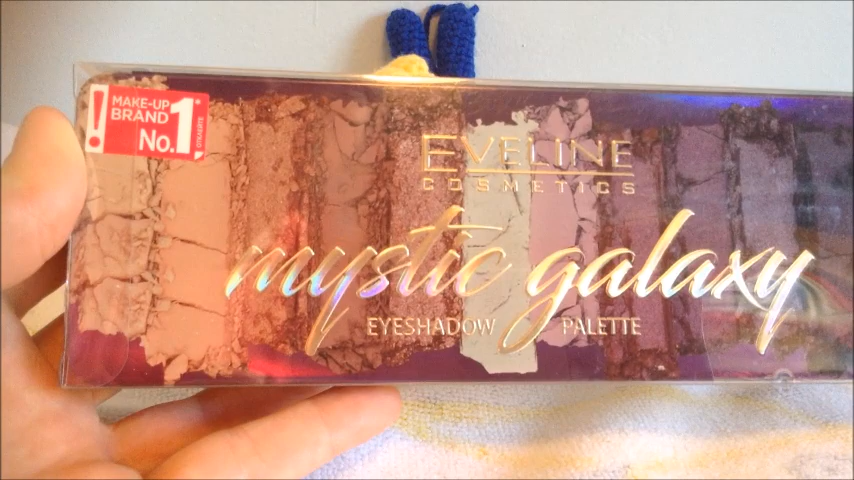 ! MAKE-UP
BRAND
No.1*
EVELINE
COSMETICS
mystic galaxy
EYESHADOW PALETTE